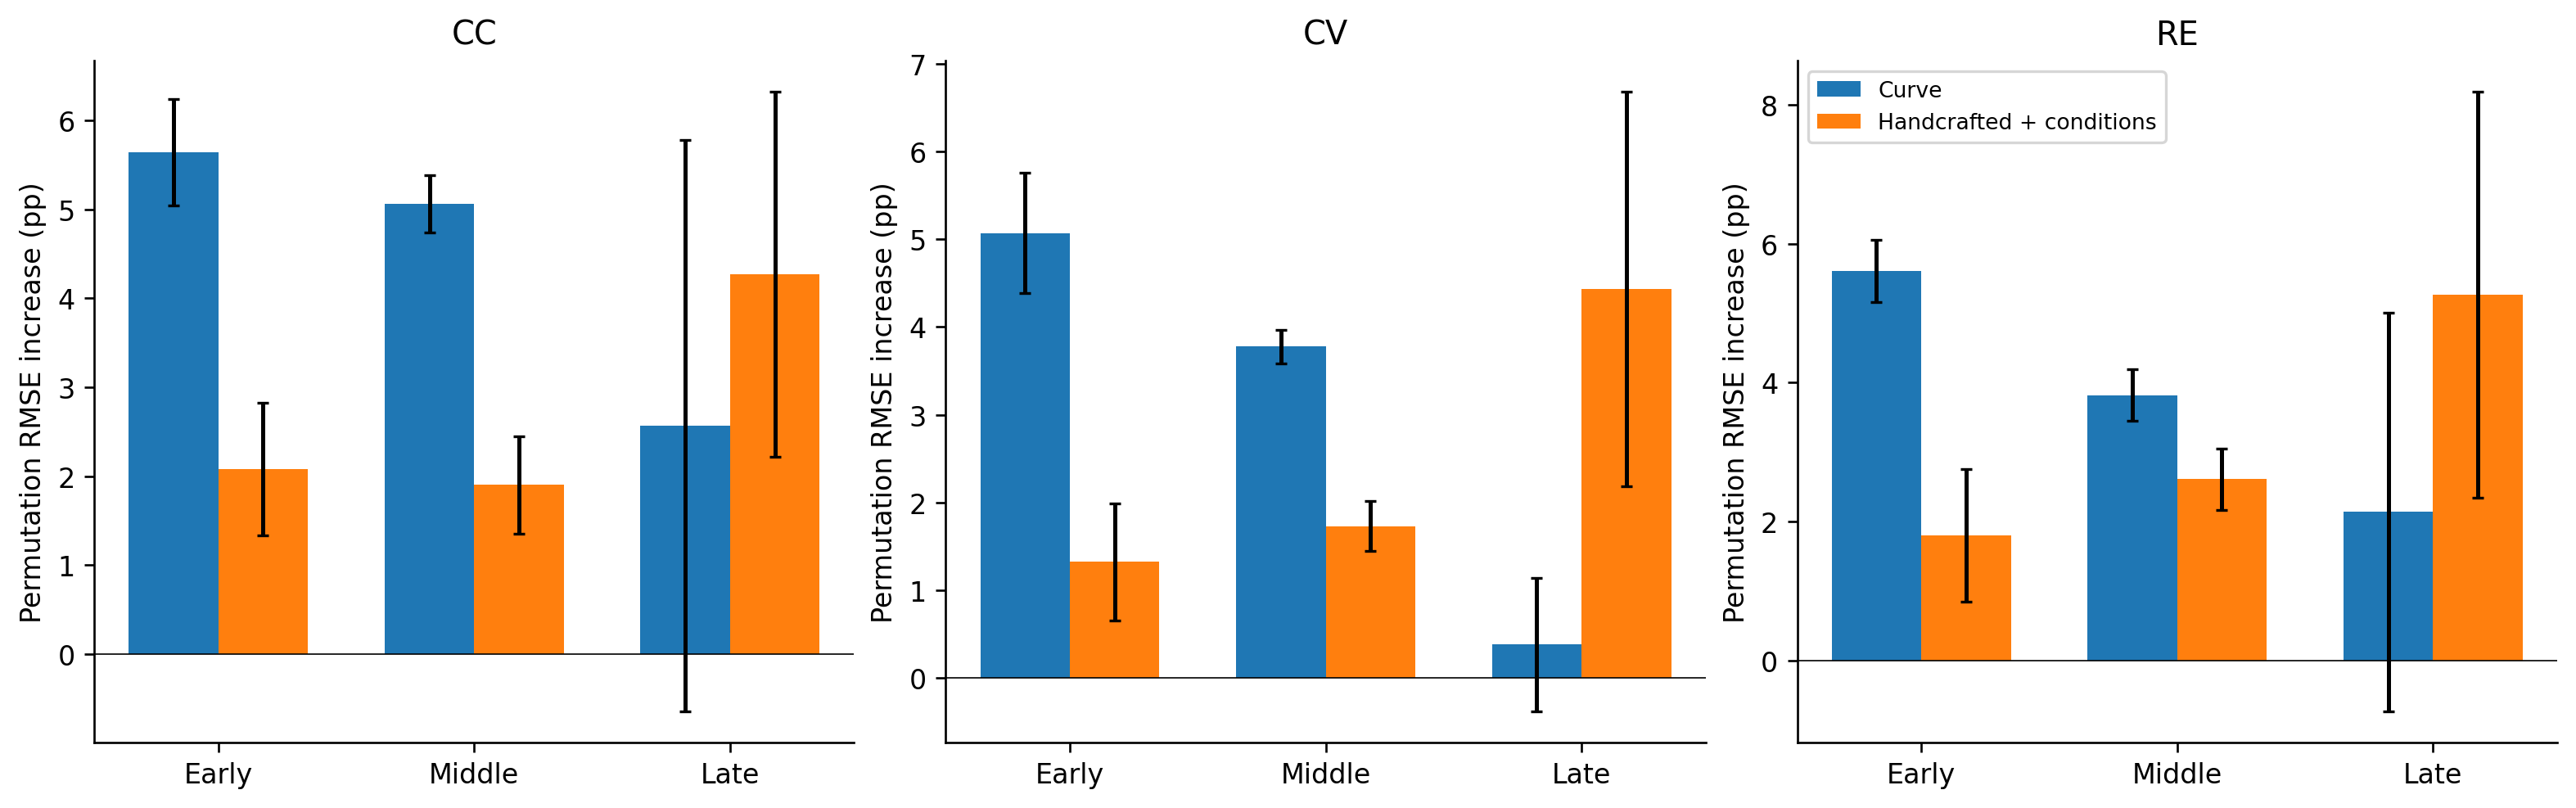 CC
Permutation RMSE increase (pp)
6
5
4
3
2
1
0
Early Middle Late
CV
Permutation RMSE increase (pp)
7
6
5
4
3
2
1
0
Early Middle Late
RE
Permutation RMSE increase (pp)
8
6
4
2
0
Curve
Handcrafted + conditions
Early Middle Late